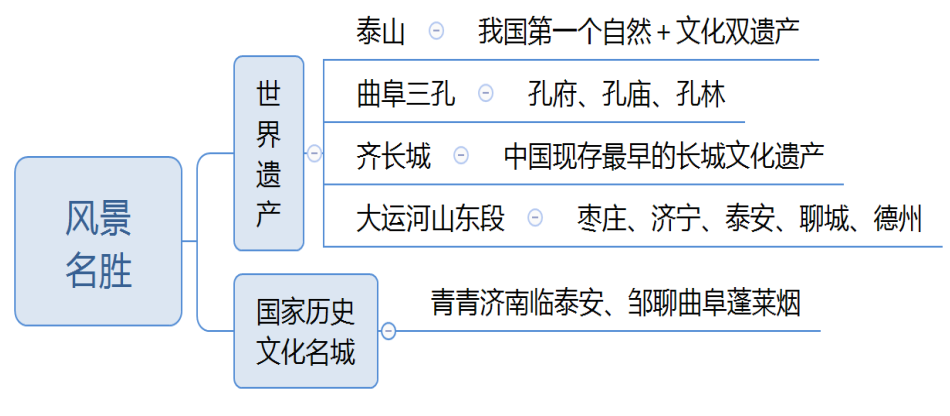 风景
名胜
世
界
遗
产
泰山 我国第一个自然+文化双遗产
曲阜三孔 孔府、孔庙、孔林
齐长城 中国现存最早的长城文化遗产
大运河山东段 枣庄、济宁、泰安、聊城、德州
国家历史
文化名城
青青济南临泰安、邹聊曲阜蓬莱烟